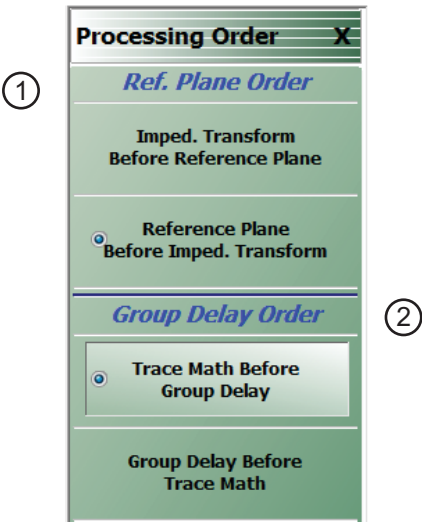 Processing Order X
1 Ref. Plane Order
Imped. Transform
Before Reference Plane
Reference Plane
Before Imped. Transform
Group Delay Order 2
Trace Math Before
Group Delay
Group Delay Before
Trace Math